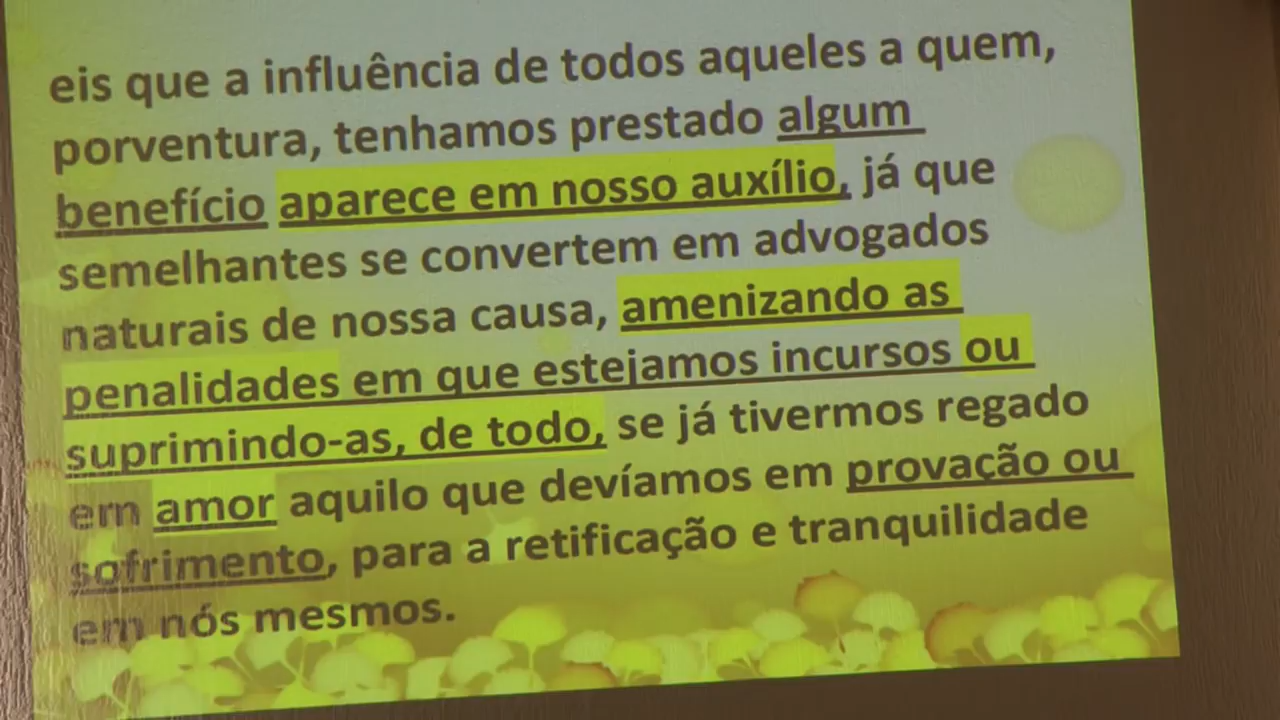 eis que a influência de todos aqueles a quem,
porventura, tenhamos prestado algum
benefício aparece em nosso auxílio, já que
semelhantes se convertem em advogados
naturais de nossa causa, amenizando as
penalidades em que estejamos incursos ou
suprimindo-as, de todo, se já tivermos regado
em amor aquilo que devíamos em provação ou
sofrimento, para a retificação e tranquilidade
em nós mesmos.